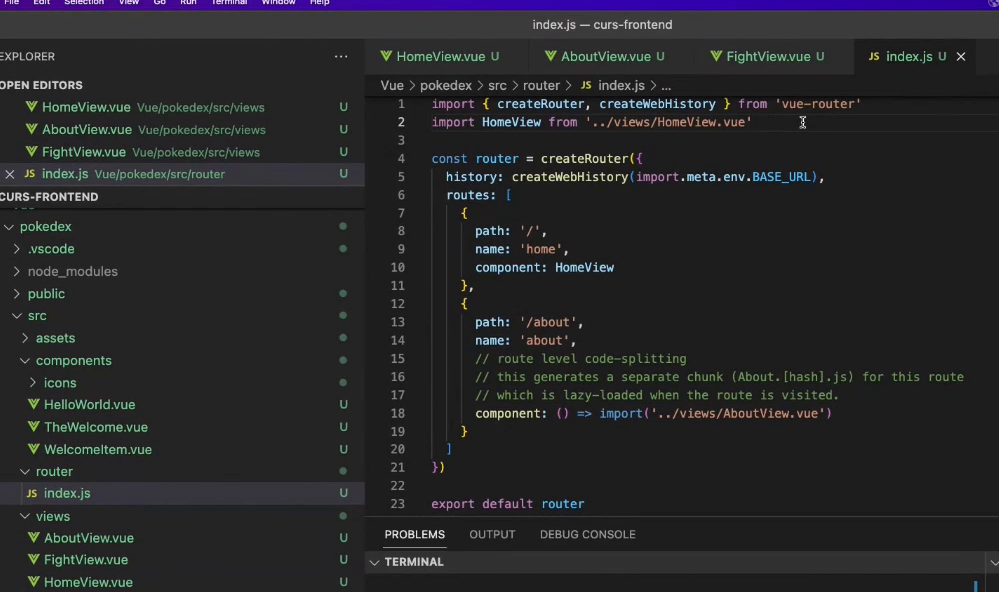 File Edit Selection View Go Run Terminal Window Help
index.js — curs-frontend
EXPLORER ...
HomeView.vue U
AboutView.vue U
FightView.vue U
JS index.js U
Vue > pokedex > src > router > JS index.js > ...
OPEN EDITORS
HomeView.vue Vue/pokedex/src/views U
AboutView.vue Vue/pokedex/src/views U
FightView.vue Vue/pokedex/src/views U
JS index.js Vue/pokedex/src/router U
CURS-FRONTEND
pokedex
.vscode
node_modules
public
src
assets
components
icons
HelloWorld.vue U
TheWelcome.vue U
WelcomeItem.vue U
router
JS index.js U
views
AboutView.vue U
FightView.vue U
HomeView.vue U
1 import { createRouter, createWebHistory } from 'vue-router'
2 import HomeView from '../views/HomeView.vue'
3
4 const router = createRouter({
5 history: createWebHistory(import.meta.env.BASE_URL),
6 routes: [
7 {
8 path: '/',
9 name: 'home',
10 component: HomeView
11 },
12 {
13 path: '/about',
14 name: 'about',
15 // route level code-splitting
16 // this generates a separate chunk (About.[hash].js) for this route
17 // which is lazy-loaded when the route is visited.
18 component: () => import('../views/AboutView.vue')
19 }
20 ]
21 })
22
23 export default router
PROBLEMS OUTPUT DEBUG CONSOLE
TERMINAL